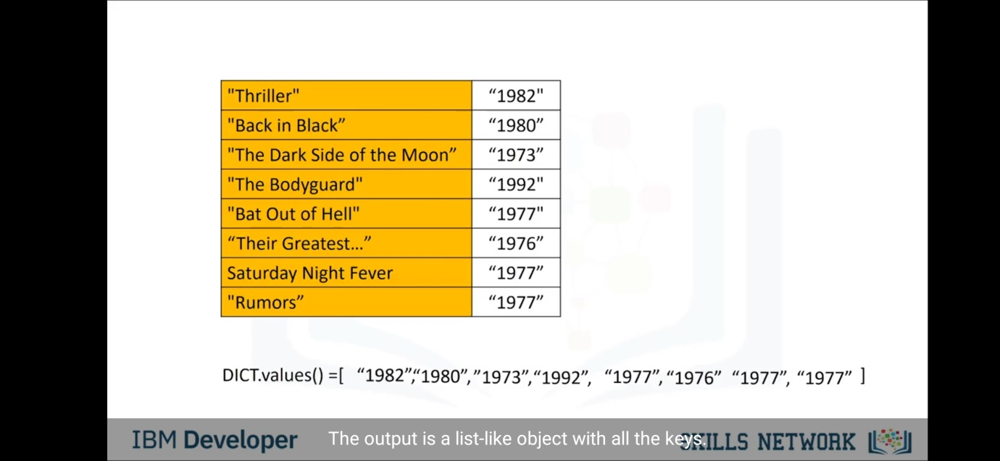 "Thriller" “1982"
"Back in Black” “1980”
"The Dark Side of the Moon” “1973”
"The Bodyguard" “1992"
"Bat Out of Hell" “1977"
“Their Greatest...” “1976”
Saturday Night Fever “1977”
"Rumors” “1977”
DICT.values() =[ “1982”,“1980”,”1973”,“1992”, “1977”,“1976” “1977”, “1977” ]
IBM Developer The output is a list-like object with all the keys. SKILLS NETWORK